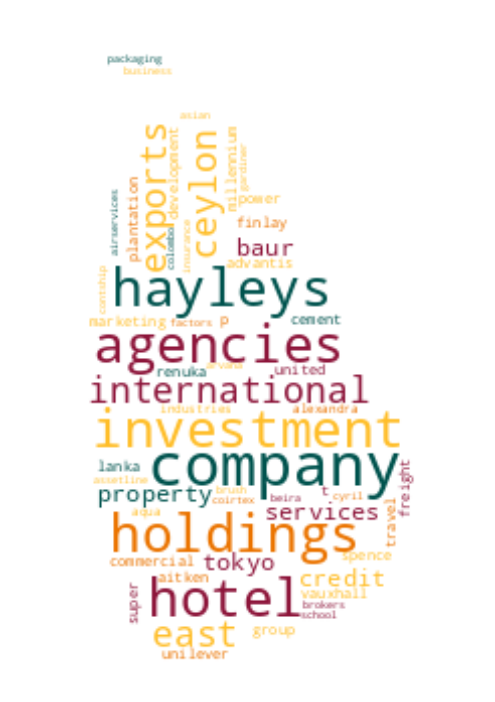 packaging
business
asian
exports
ceylon
development
millennium
gardiner
plantation
airservices
colombo
insurance
power
finlay
baur
advantis
contship
hayleys
marketing
factors
p
cement
agencies
renuka
arvana
united
international
industries
alexandra
investment
lanka
company
assetline
property
brush
coirtex
beira
t
cyril
freight
aqua
services
travel
holdings
spence
commercial
tokyo
aitken
credit
super
hotel
vauxhall
brokers
school
east
group
unilever